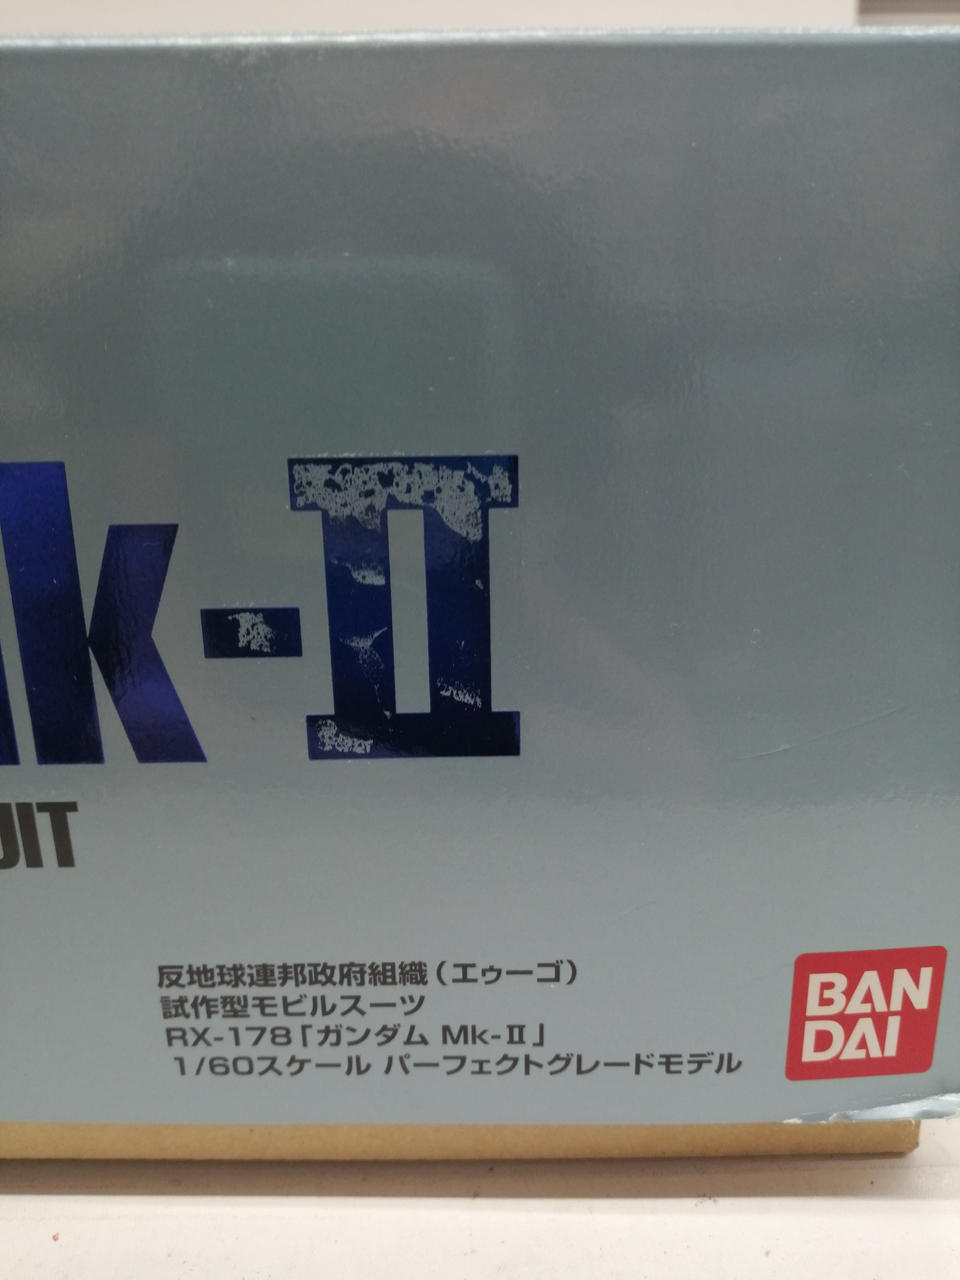 Mk-II
UIT
反地球連邦政府組織(エゥーゴ)
試作型モビルスーツ
RX-178「ガンダム Mk-Ⅱ」
1/60スケール パーフェクトグレードモデル
BAN
DAI